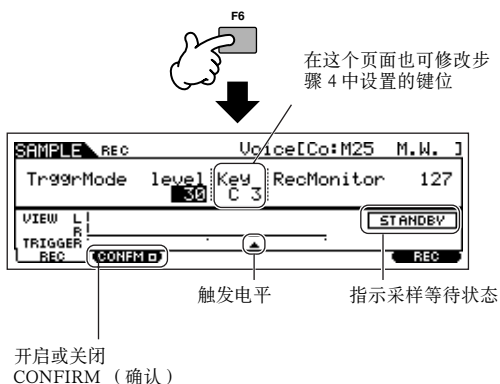 F6
在这个页面也可修改步
骤 4 中设置的键位
SAMPLE REC Voice[Co:M25 M.W. ]
TrggrMode level Key RecMonitor 127
30 C 3
VIEW L
R
STANDBY
TRIGGER
REC CONFM REC
触发电平 指示采样等待状态
开启或关闭
CONFIRM （确认）